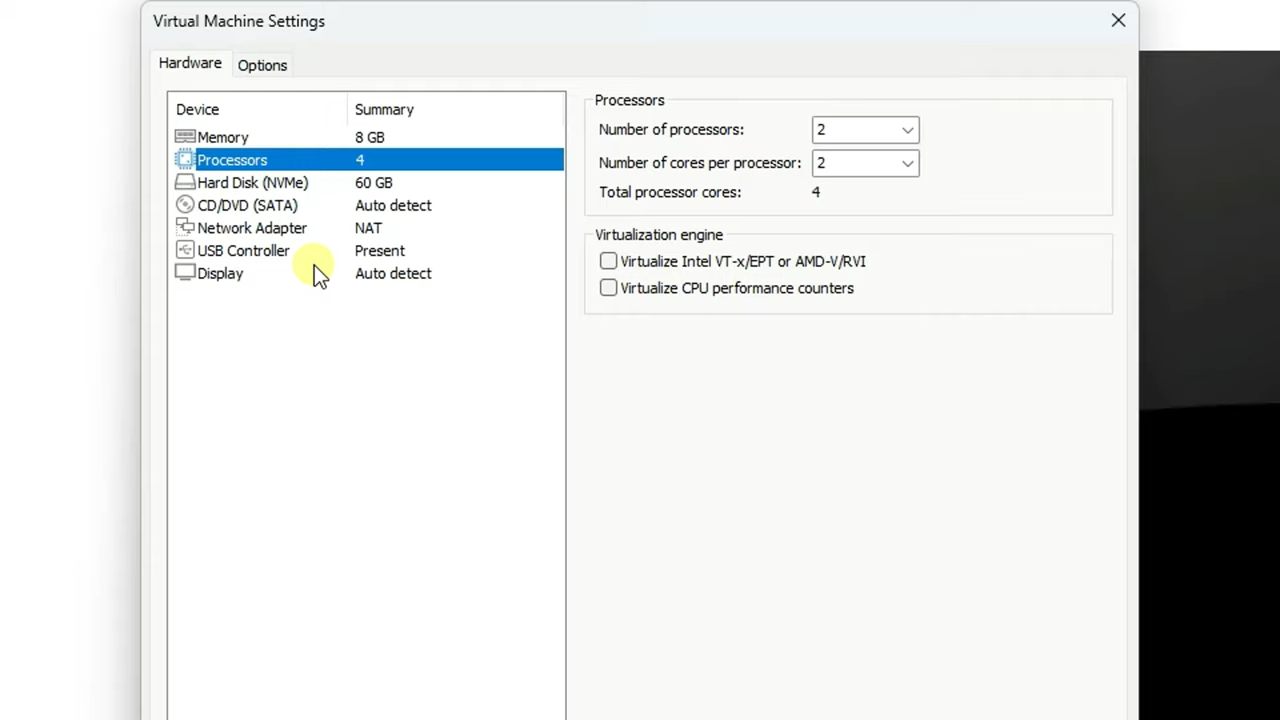 Virtual Machine Settings
Hardware Options
Device Summary
Memory 8 GB
Processors 4
Hard Disk (NVMe) 60 GB
CD/DVD (SATA) Auto detect
Network Adapter NAT
USB Controller Present
Display Auto detect
Processors
Number of processors: 2
Number of cores per processor: 2
Total processor cores: 4
Virtualization engine
Virtualize Intel VT-x/EPT or AMD-V/RVI
Virtualize CPU performance counters